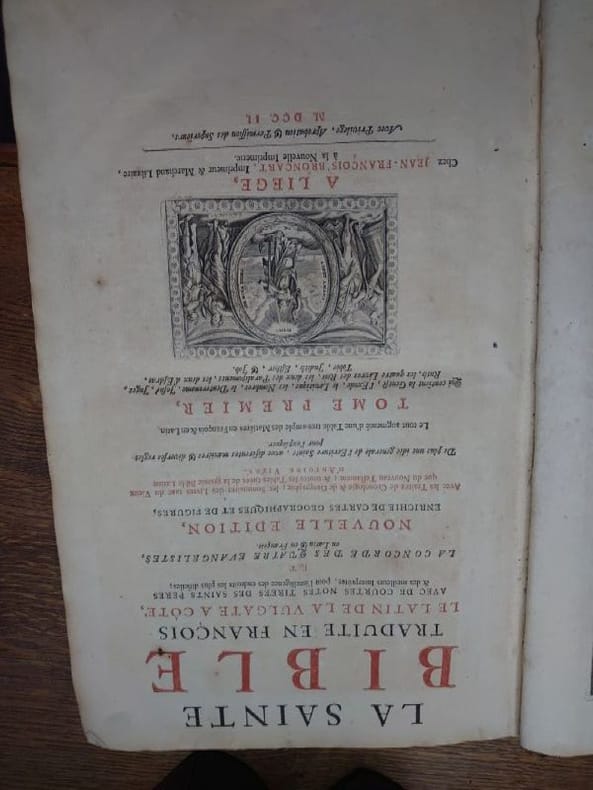 LA SAINTE
BIBLE
TRADUITE EN FRANÇOIS
LE LATIN DE LA VULGATE A CÔTÉ,
AVEC DE COURTES NOTES TIRÉES DES SAINTS PERES
& des meilleurs Interpretes, pour l'intelligence des endroits les plus difficiles;
ET
LA CONCORDE DES QUATRE EVANGELISTES,
en Latin & en François.
NOUVELLE EDITION,
ENRICHIE DE CARTES GEOGRAPHIQUES ET DE FIGURES,
Avec les Traitez de Cronologie & de Geographie; les Sommaires des Livres tant du Vieux
que du Nouveau Testament; & toutes les Tables tirées de la grande Bible Latine
D'ANTOINE VITRÉ.
De plus une idée generale de l'Ecriture Sainte, avec differentes manieres & diverses regles
pour l'expliquer.
Le tout augmenté d'une Table tres-ample des Matieres en François & en Latin.
TOME PREMIER,
Qui contient la Genese, l'Exode, le Levitique, les Nombres, le Deuteronome, Josué, Juges,
Ruth, les quatre Livres des Rois, les deux des Paralipomenes, les deux d'Esdras,
Tobie, Judith, Esther, & Job.
A LIEGE,
Chez JEAN-FRANÇOIS BRONCART, Imprimeur & Marchand Libraire,
à la Nouvelle Imprimerie.
Avec Privilege, Aprobation & Permission des Superieurs.
M DCC II.